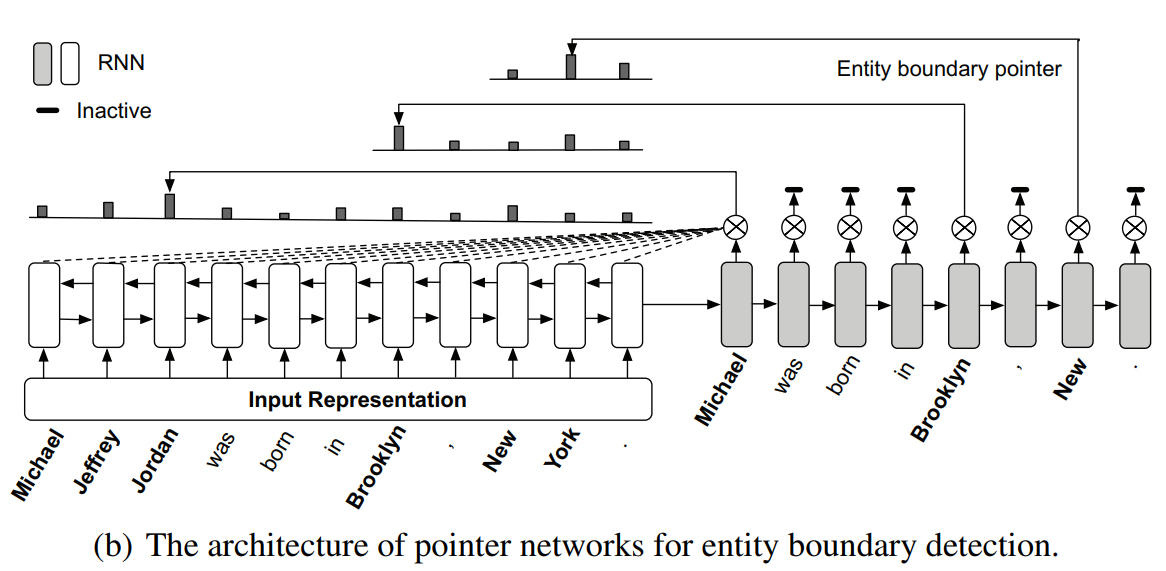 RNN
Inactive
Entity boundary pointer
Input Representation
Michael Jeffrey Jordan was born in Brooklyn , New York .
Michael was born in Brooklyn , New .
(b) The architecture of pointer networks for entity boundary detection.